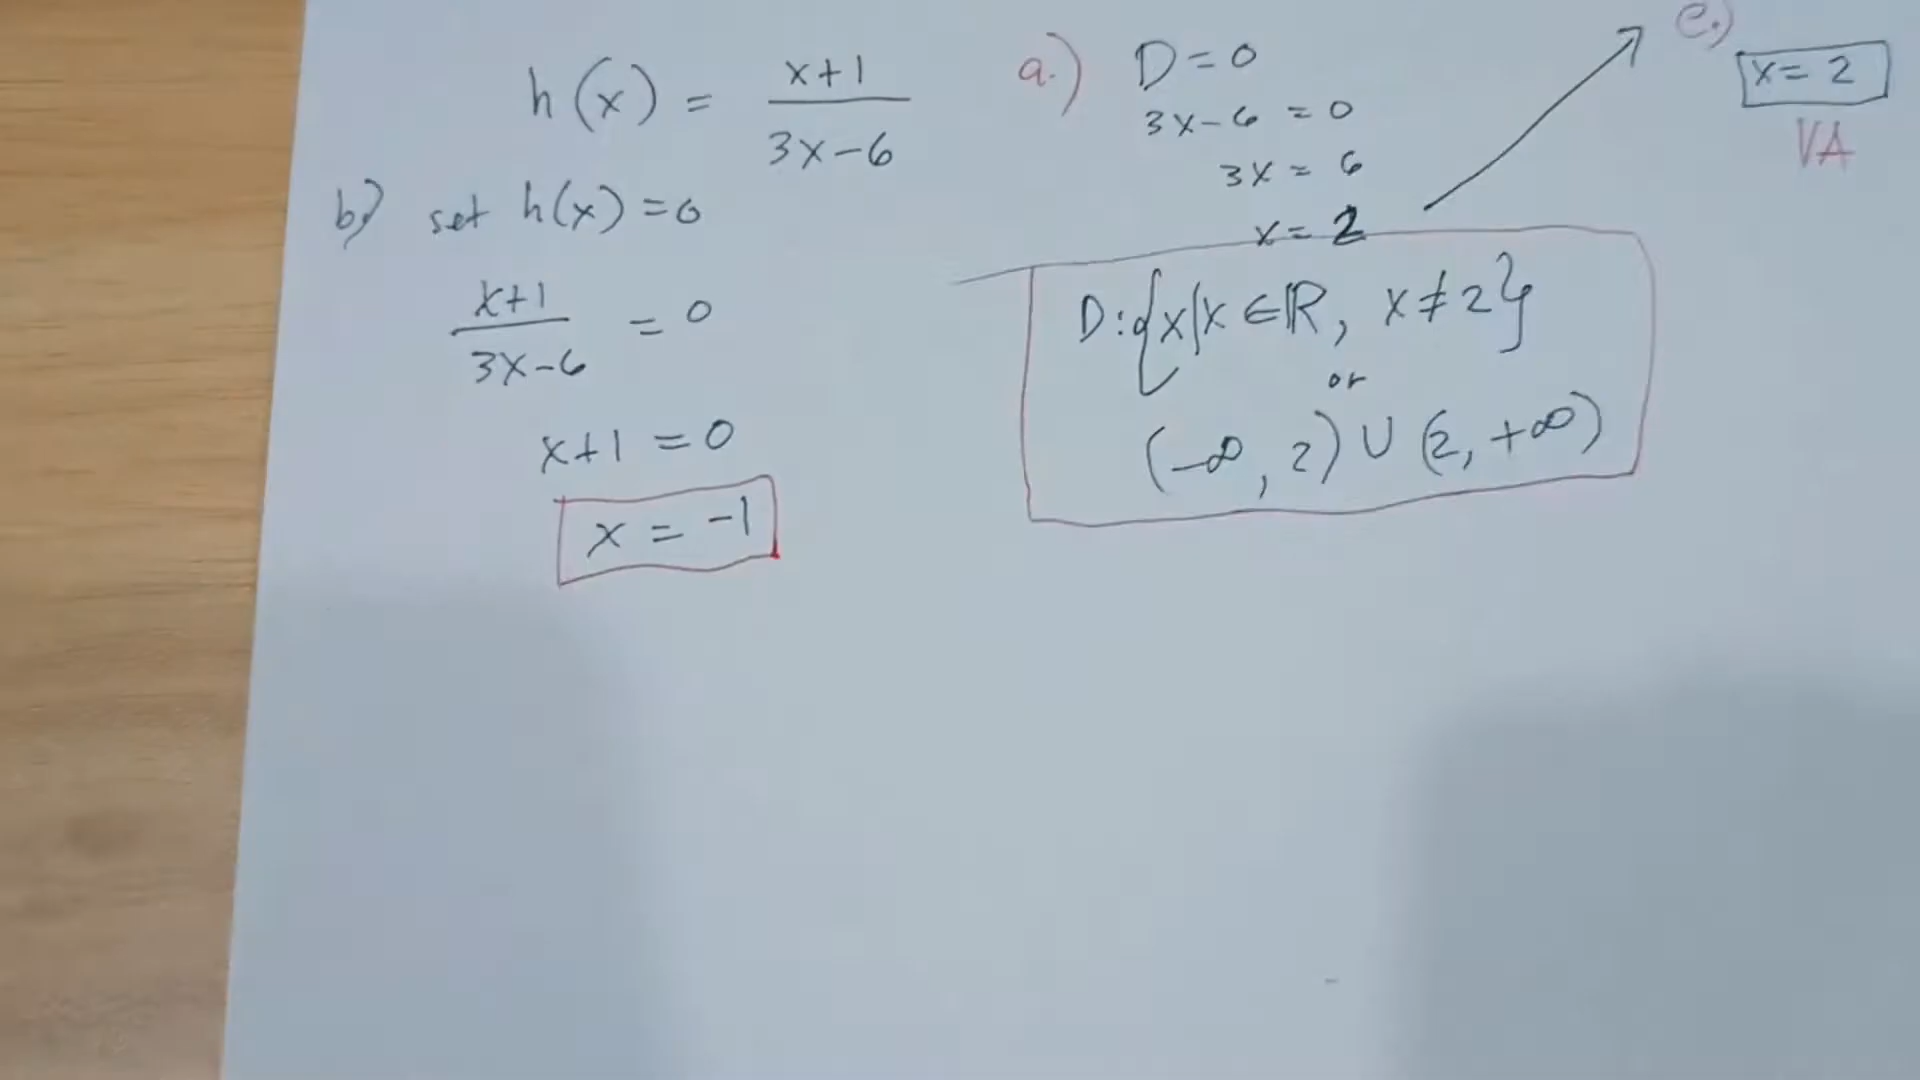 h(x) = x+1 / 3x-6
b.) set h(x) = 0
x+1 / 3x-6 = 0
x+1 = 0
x = -1
a.) D = 0
3x-6 = 0
3x = 6
x = 2
D:{x|x ∈ ℝ, x ≠ 2}
or
(-∞, 2) ∪ (2, +∞)
e.)
x = 2
VA